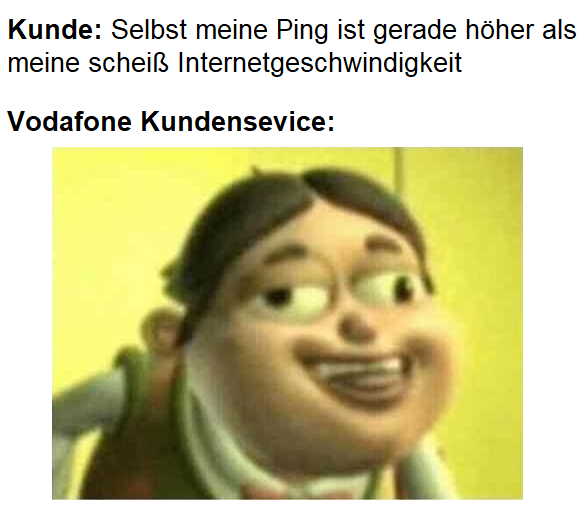 Kunde: Selbst meine Ping ist gerade höher als
meine scheiß Internetgeschwindigkeit
Vodafone Kundensevice: